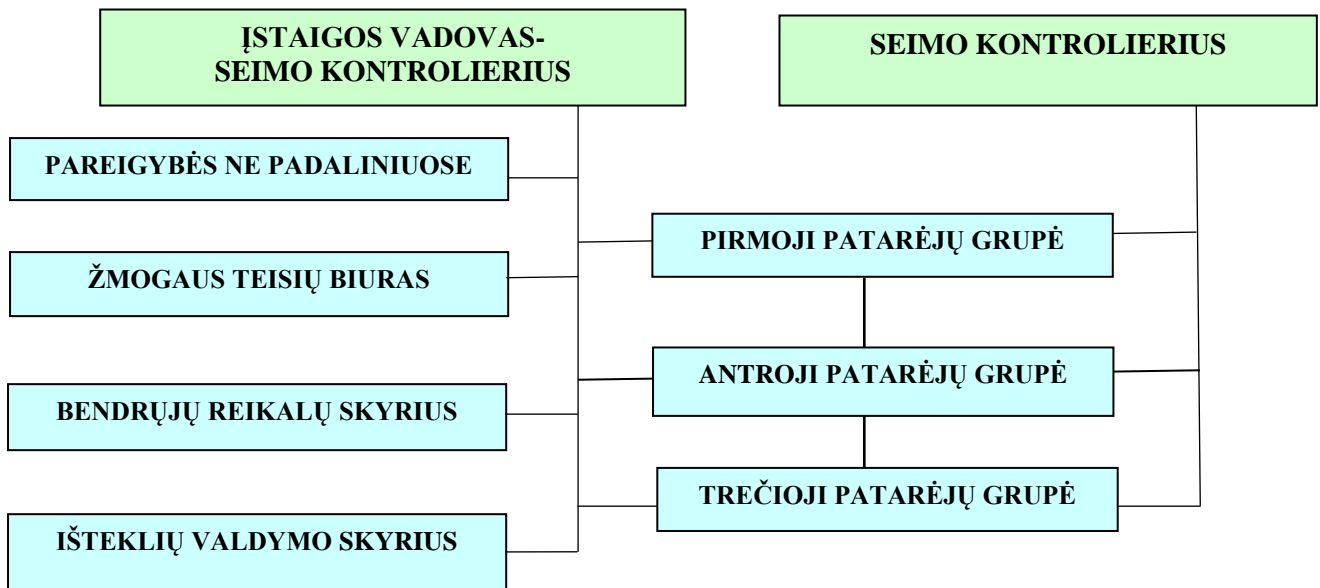 ĮSTAIGOS VADOVAS-
SEIMO KONTROLIERIUS
SEIMO KONTROLIERIUS
PAREIGYBĖS NE PADALINIUOSE
PIRMOJI PATARĖJŲ GRUPĖ
ŽMOGAUS TEISIŲ BIURAS
ANTROJI PATARĖJŲ GRUPĖ
BENDRŲJŲ REIKALŲ SKYRIUS
TREČIOJI PATARĖJŲ GRUPĖ
IŠTEKLIŲ VALDYMO SKYRIUS